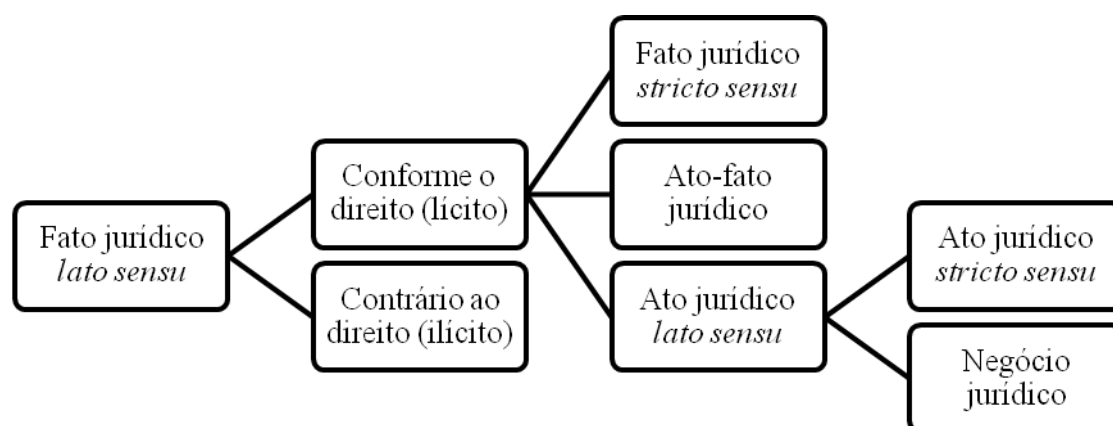 Fato jurídico
lato sensu
Conforme o
direito (lícito)
Contrário ao
direito (ilícito)
Fato jurídico
stricto sensu
Ato-fato
jurídico
Ato jurídico
lato sensu
Ato jurídico
stricto sensu
Negócio
jurídico